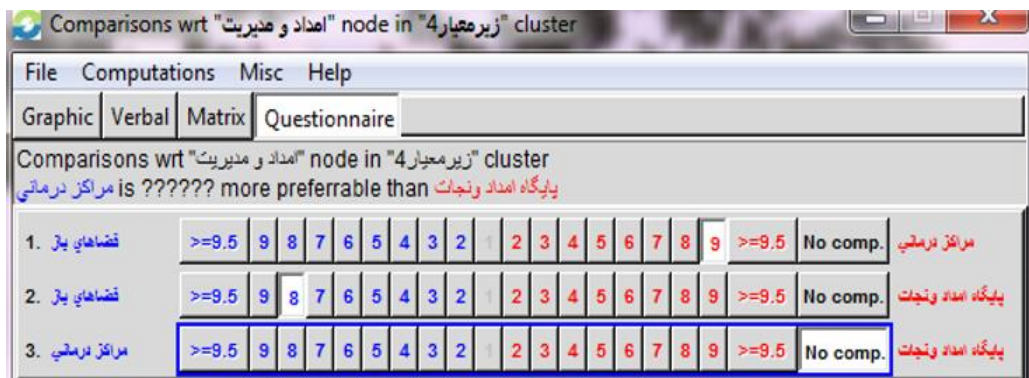 Comparisons wrt "امداد و مدیریت" node in "زیرمعیار4" cluster
File Computations Misc Help
Graphic Verbal Matrix Questionnaire
Comparisons wrt "امداد و مدیریت" node in "زیرمعیار4" cluster
مراکز درماني is ?????? more preferrable than پایگاه امداد ونجات
1. فضاهاي باز >=9.5 9 8 7 6 5 4 3 2 1 2 3 4 5 6 7 8 9 >=9.5 No comp. مراکز درماني
2. فضاهاي باز >=9.5 9 8 7 6 5 4 3 2 1 2 3 4 5 6 7 8 9 >=9.5 No comp. پایگاه امداد ونجات
3. مراکز درماني >=9.5 9 8 7 6 5 4 3 2 1 2 3 4 5 6 7 8 9 >=9.5 No comp. پایگاه امداد ونجات